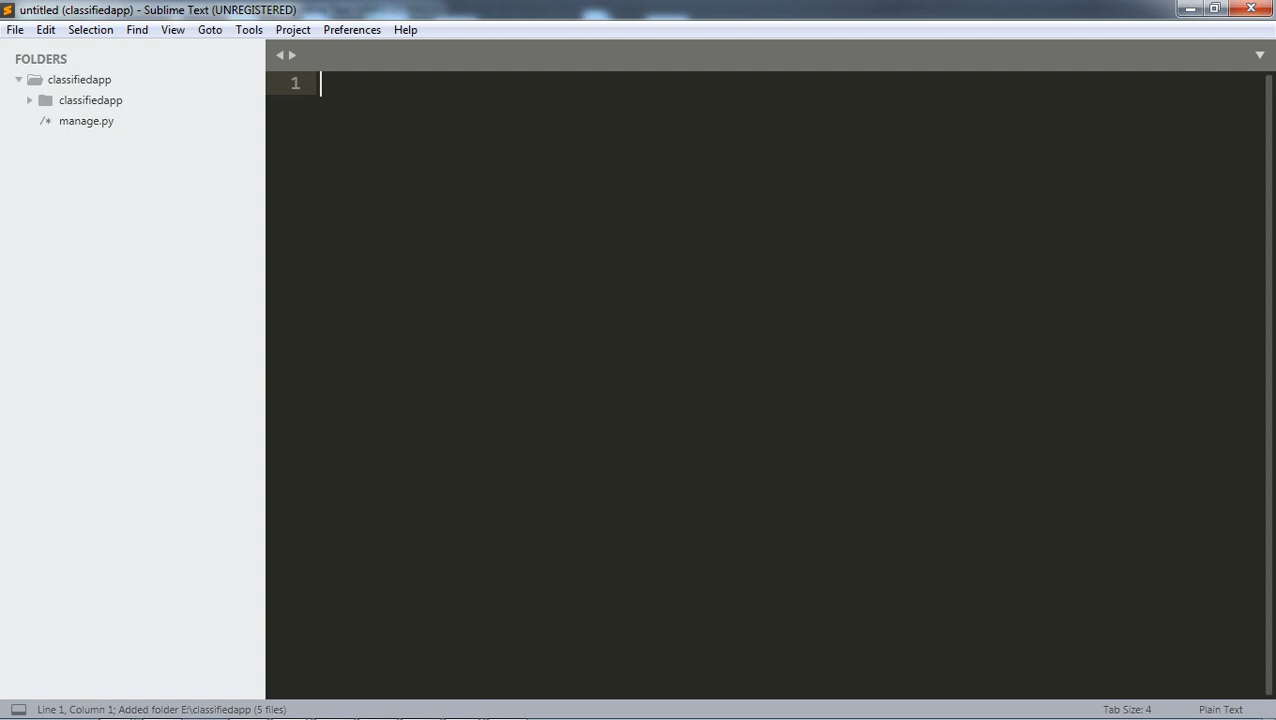 untitled (classifiedapp) - Sublime Text (UNREGISTERED)
File Edit Selection Find View Goto Tools Project Preferences Help
FOLDERS
classifiedapp
classifiedapp
/* manage.py
1
Line 1, Column 1; Added folder E:\classifiedapp (5 files) Tab Size: 4 Plain Text